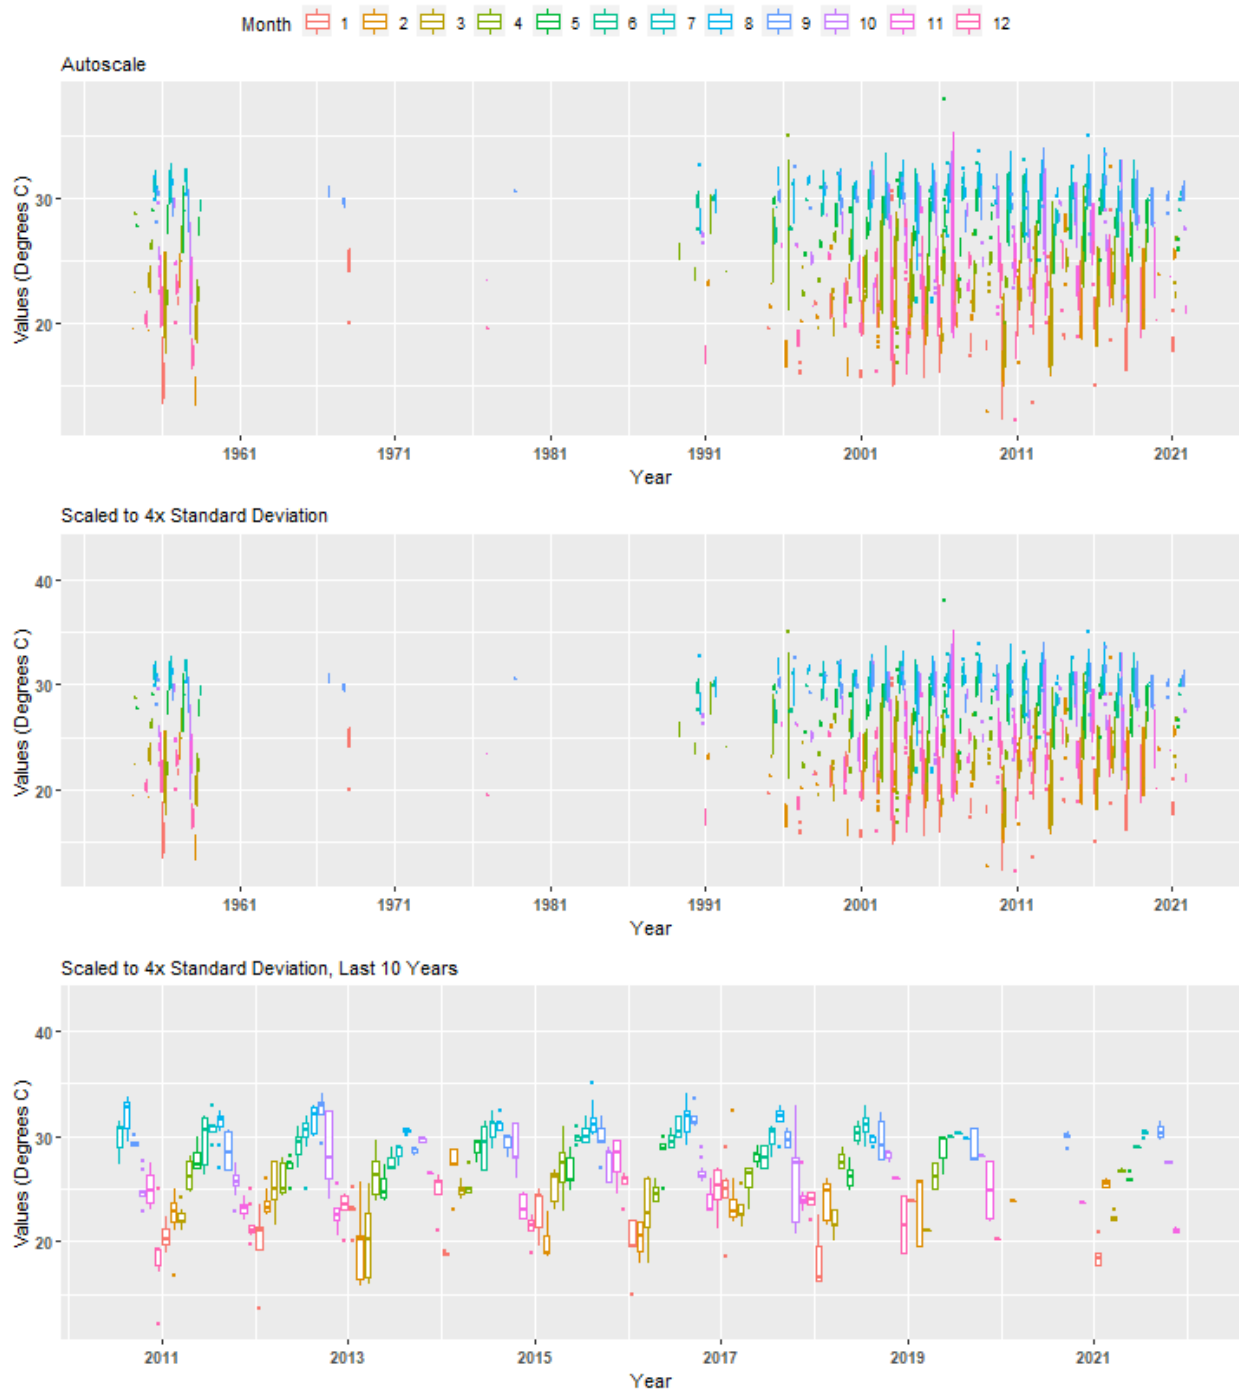 Month 1 2 3 4 5 6 7 8 9 10 11 12
Autoscale
Values (Degrees C)
30
20
1961 1971 1981 1991 2001 2011 2021
Year
Scaled to 4x Standard Deviation
Values (Degrees C)
40
30
20
1961 1971 1981 1991 2001 2011 2021
Year
Scaled to 4x Standard Deviation, Last 10 Years
Values (Degrees C)
40
30
20
2011 2013 2015 2017 2019 2021
Year